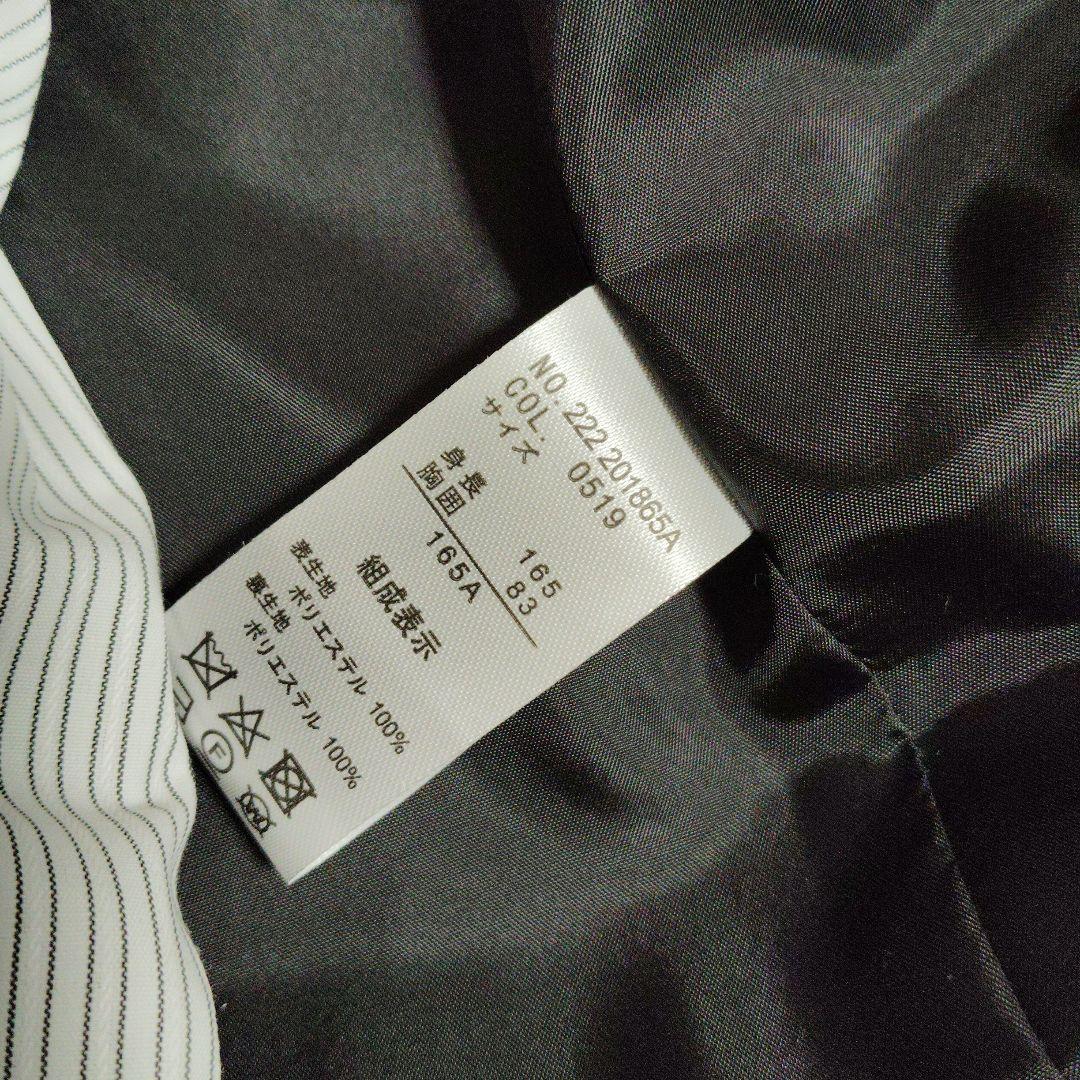 NO. 222 201865A
COL. 0519
サイズ
身長 165
胸囲 83
165A
組成表示
表生地
ポリエステル 100%
裏生地
ポリエステル 100%
F